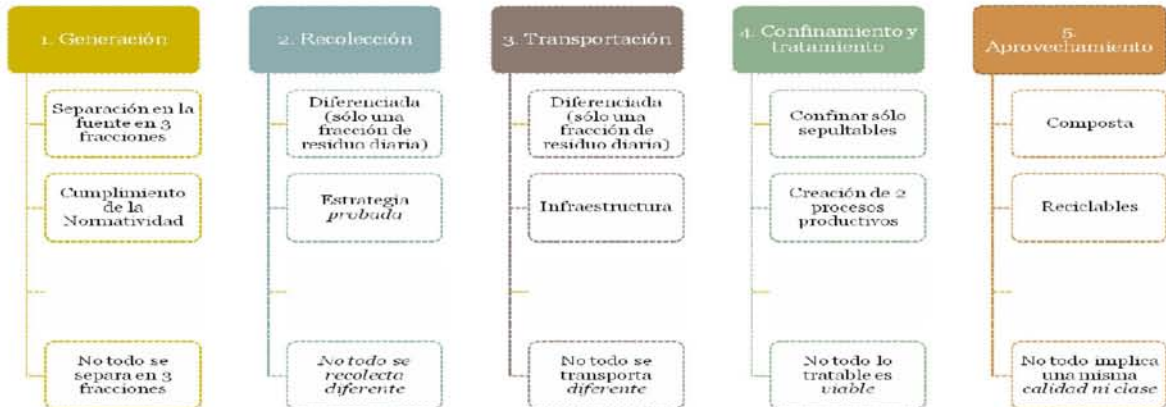 1. Generación
Separación en la
fuente en 3
fracciones
Cumplimiento
de la
Normatividad
No todo se
separa en 3
fracciones
2. Recolección
Diferenciada
(sólo una
fracción de
residuo diaria)
Estrategia
probada
No todo se
recolecta
diferente
3. Transportación
Diferenciada
(sólo una
fracción de
residuo diaria)
Infraestructura
No todo se
transporta
diferente
4. Confinamiento y
tratamiento
Confinar sólo
sepultables
Creación de 2
procesos
productivos
No todo lo
tratable es
viable
5.
Aprovechamiento
Composta
Reciclables
No todo implica
una misma
calidad ni clase